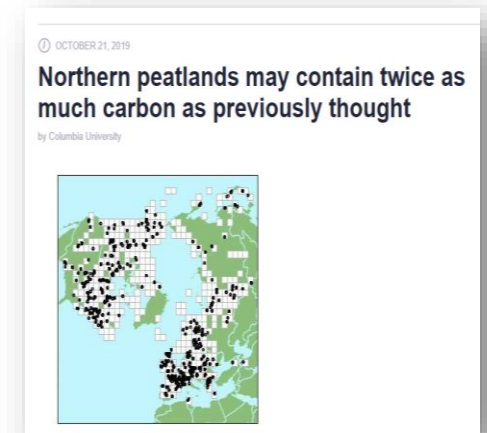 OCTOBER 21, 2019
Northern peatlands may contain twice as
much carbon as previously thought
by Columbia University